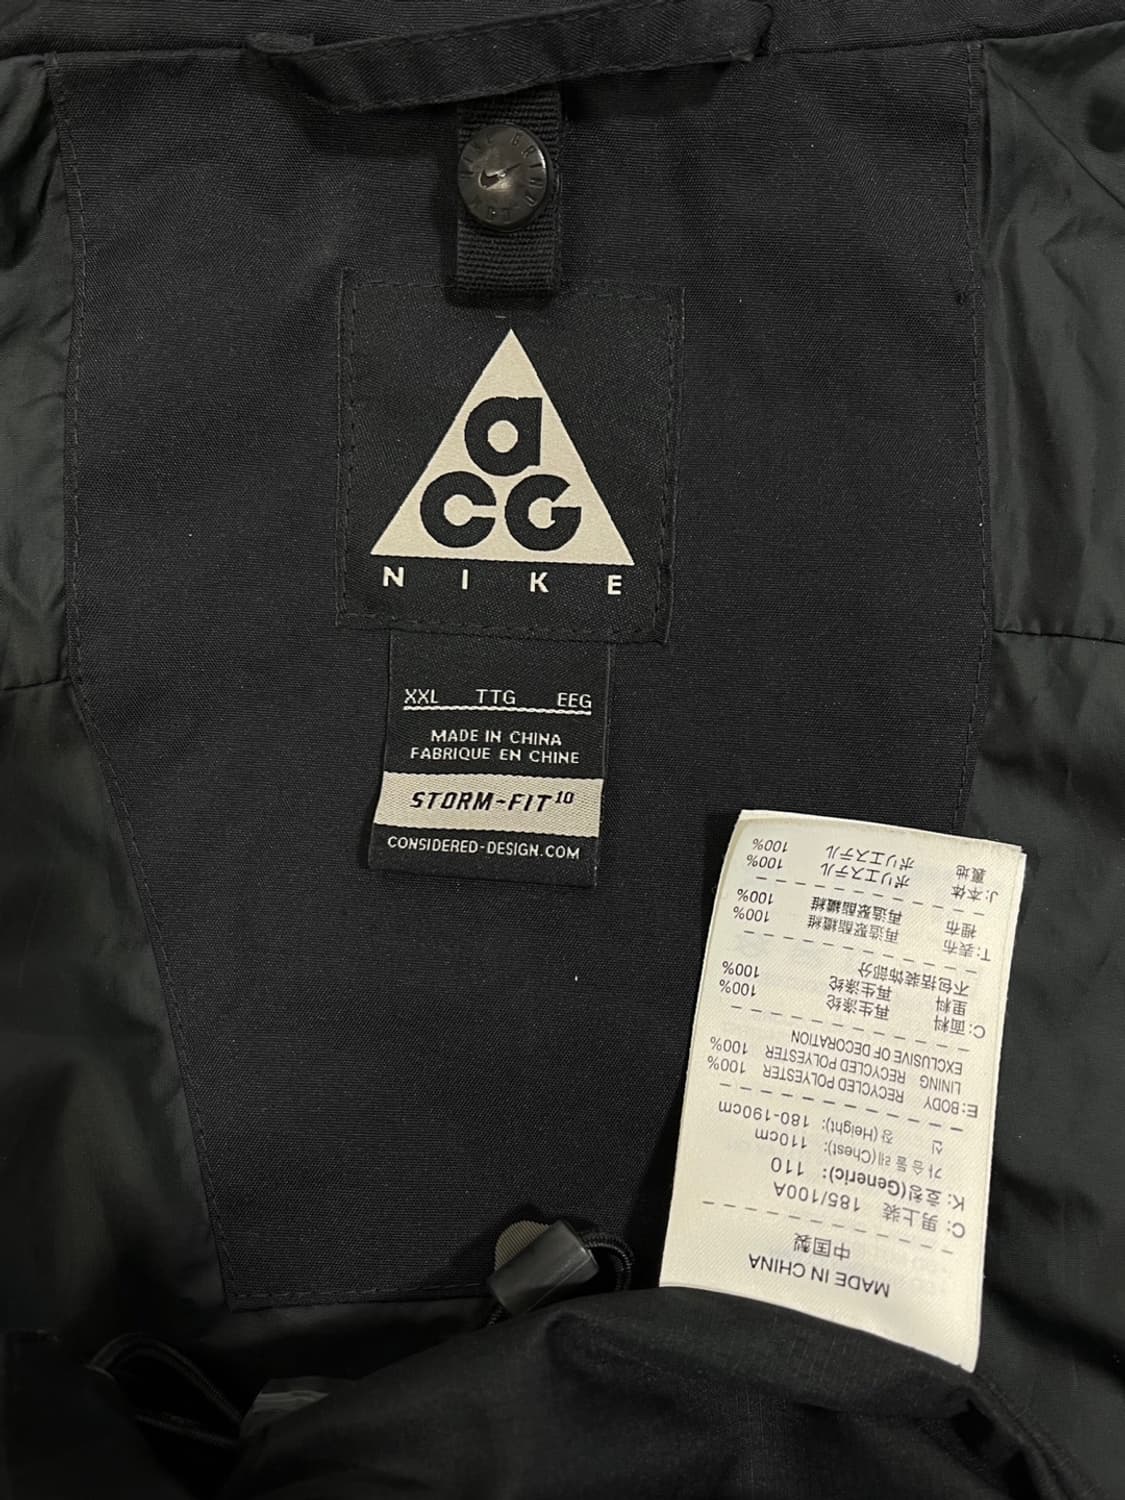 a
CG
NIKE
XXL TTG EEG
MADE IN CHINA
FABRIQUE EN CHINE
STORM-FIT 10
CONSIDERED-DESIGN.COM
MADE IN CHINA
中国製
C: 男上装 185/100A
K: 호칭(Generic): 110
가슴둘레(Chest): 110cm
신 장(Height): 180-190cm
E: BODY RECYCLED POLYESTER 100%
LINING RECYCLED POLYESTER 100%
EXCLUSIVE OF DECORATION
C: 面料 再生涤纶 100%
里料 再生涤纶 100%
不包括装饰部分
T: 表布 再造聚酯纖維 100%
裡布 再造聚酯纖維 100%
J: 本体 ポリエステル 100%
裏地 ポリエステル 100%